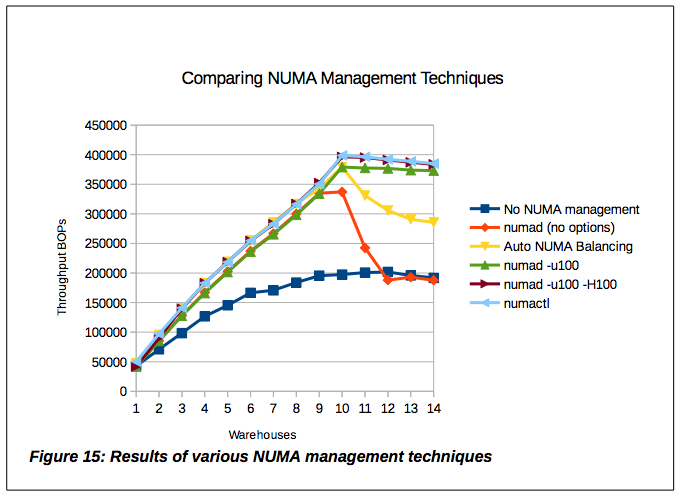 Comparing NUMA Management Techniques
450000
400000
350000
300000
250000
200000
150000
100000
50000
0
Throughput BOPs
1 2 3 4 5 6 7 8 9 10 11 12 13 14
Warehouses
No NUMA management
numad (no options)
Auto NUMA Balancing
numad -u100
numad -u100 -H100
numactl
Figure 15: Results of various NUMA management techniques